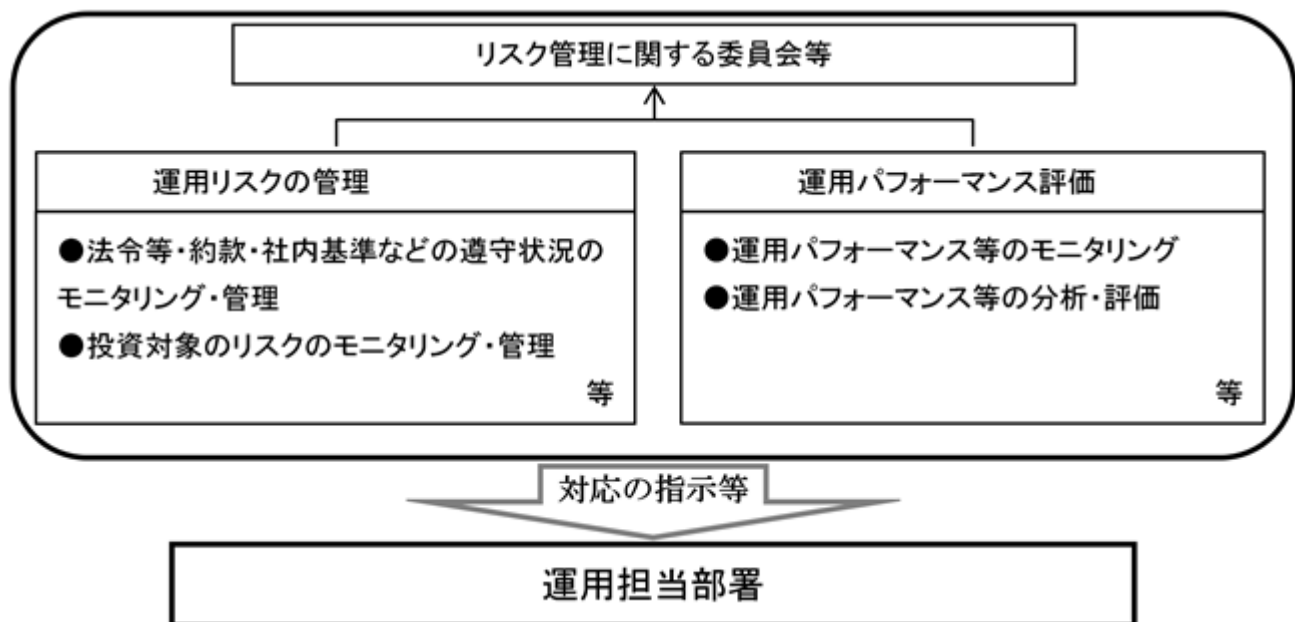 リスク管理に関する委員会等
運用リスクの管理
●法令等・約款・社内基準などの遵守状況の
モニタリング・管理
●投資対象のリスクのモニタリング・管理
等
運用パフォーマンス評価
●運用パフォーマンス等のモニタリング
●運用パフォーマンス等の分析・評価
等
対応の指示等
運用担当部署